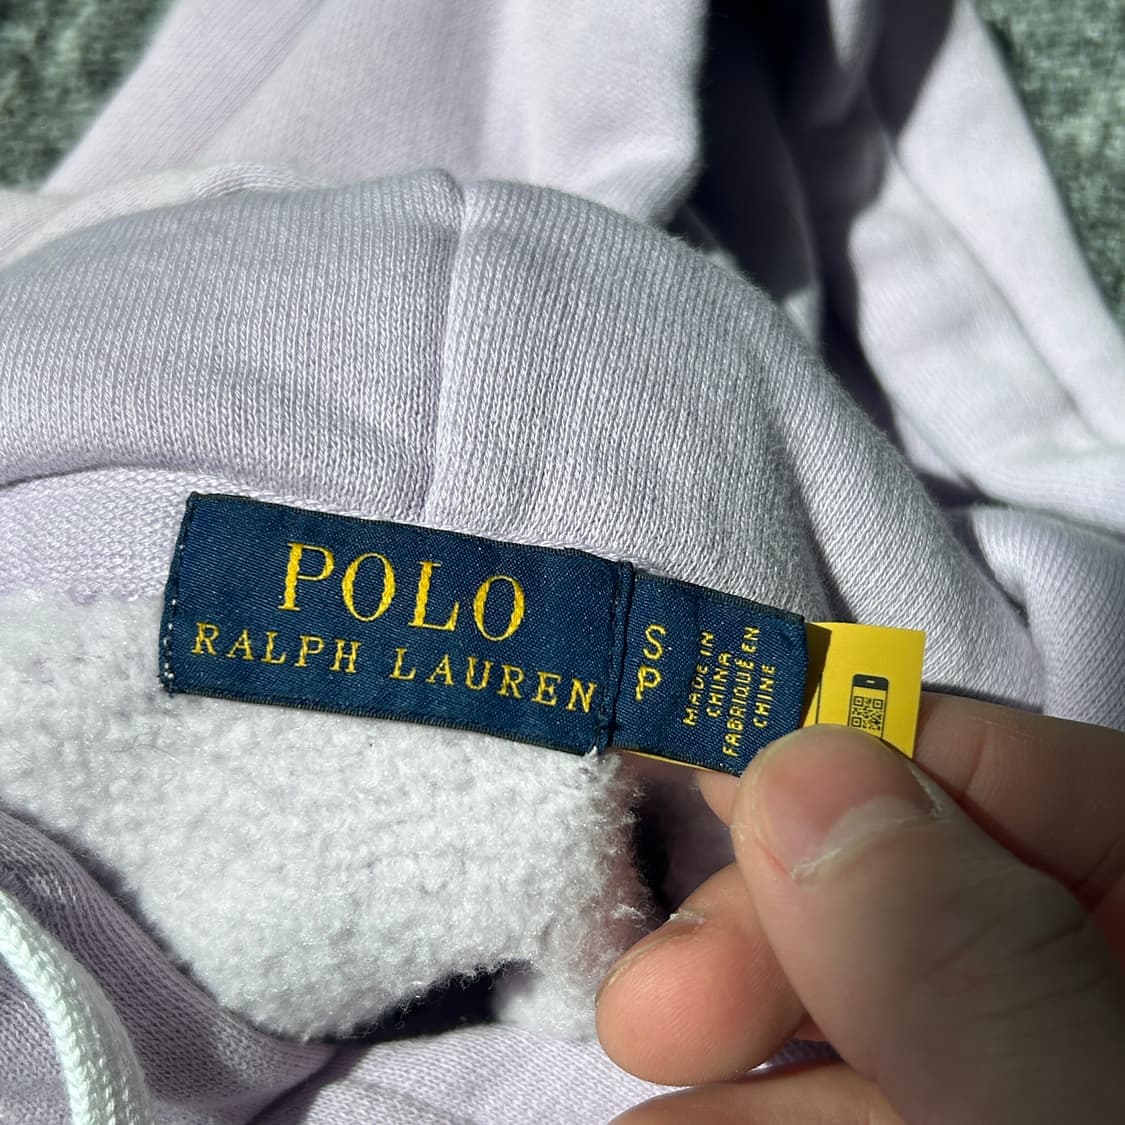 POLO
RALPH LAUREN
S
P
MADE IN
CHINA
FABRIQUÉ EN
CHINE